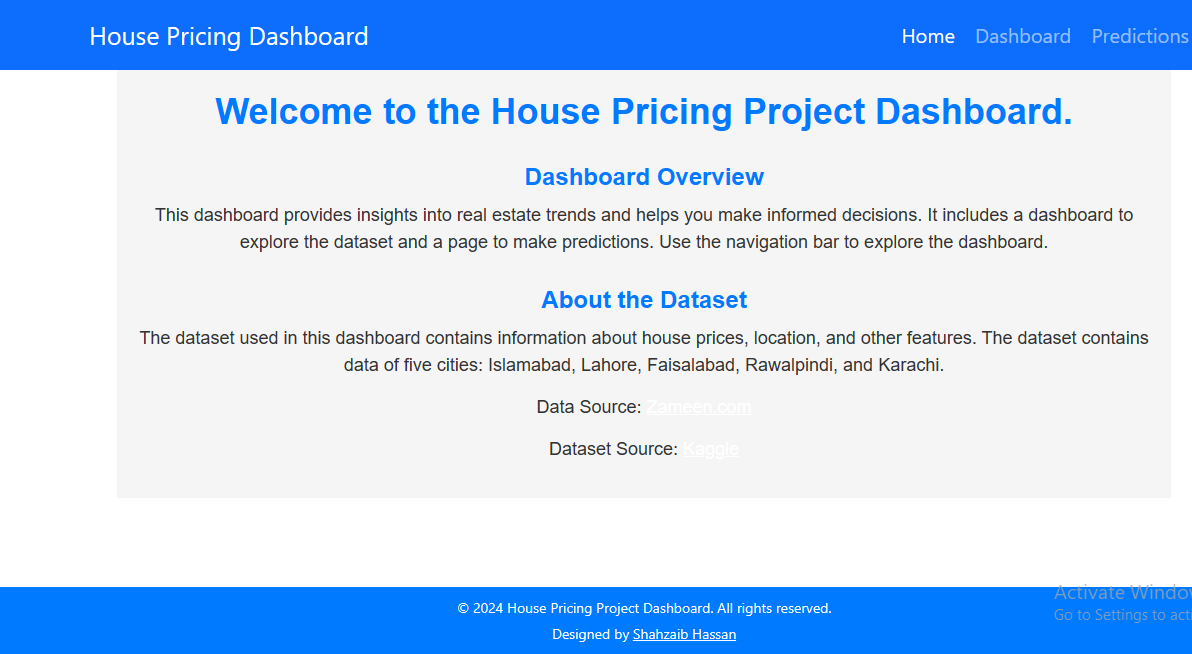 House Pricing Dashboard
Home Dashboard Predictions
Welcome to the House Pricing Project Dashboard.
Dashboard Overview
This dashboard provides insights into real estate trends and helps you make informed decisions. It includes a dashboard to
explore the dataset and a page to make predictions. Use the navigation bar to explore the dashboard.
About the Dataset
The dataset used in this dashboard contains information about house prices, location, and other features. The dataset contains
data of five cities: Islamabad, Lahore, Faisalabad, Rawalpindi, and Karachi.
Data Source: Zameen.com
Dataset Source: Kaggle
Activate Window
Go to Settings to acti
© 2024 House Pricing Project Dashboard. All rights reserved.
Designed by Shahzaib Hassan